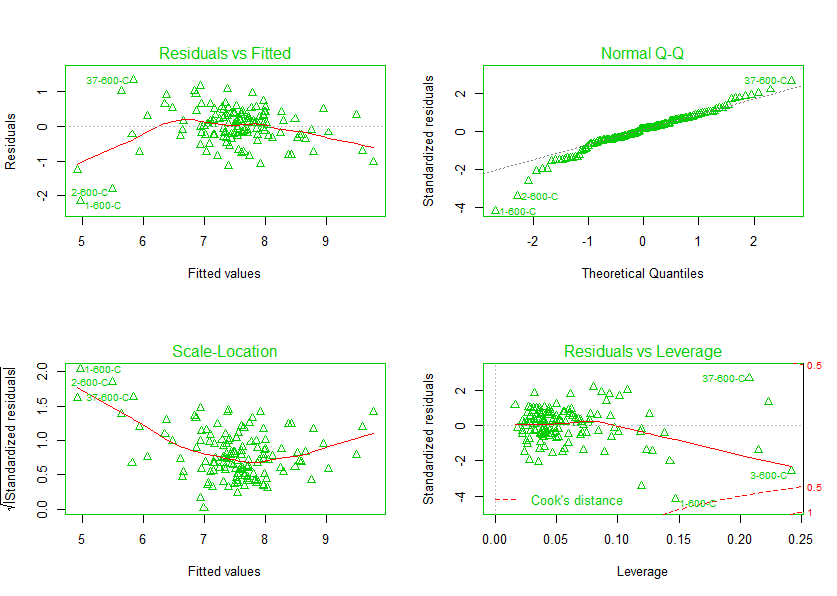 Residuals vs Fitted
Residuals
1
0
-1
-2
37-600-C
2-600-C
1-600-C
5 6 7 8 9
Fitted values
Normal Q-Q
Standardized residuals
2
0
-2
-4
37-600-C
2-600-C
1-600-C
-2 -1 0 1 2
Theoretical Quantiles
Scale-Location
√|Standardized residuals|
2.0
1.5
1.0
0.5
0.0
1-600-C
2-600-C
37-600-C
5 6 7 8 9
Fitted values
Residuals vs Leverage
Standardized residuals
2
0
-2
-4
37-600-C
3-600-C
1-600-C
Cook's distance
0.5
0.5
1
0.00 0.05 0.10 0.15 0.20 0.25
Leverage